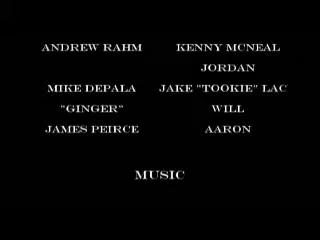 ANDREW RAHM KENNY MCNEAL
JORDAN
MIKE DEPALA JAKE "TOOKIE" LAC
"GINGER" WILL
JAMES PEIRCE AARON
MUSIC